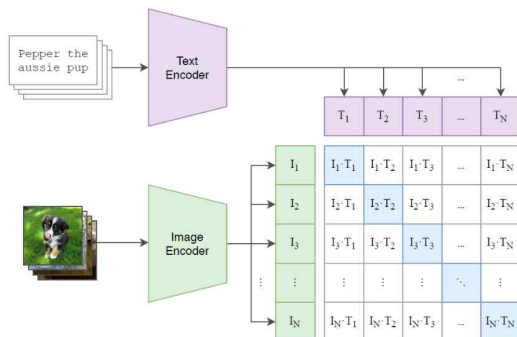 Pepper the
aussie pup
Text
Encoder
...
T1 T2 T3 ... TN
I1 I1·T1 I1·T2 I1·T3 ... I1·TN
I2 I2·T1 I2·T2 I2·T3 ... I2·TN
Image
Encoder
I3 I3·T1 I3·T2 I3·T3 ... I3·TN
⋮ ⋮ ⋮ ⋮ ⋱ ⋮
IN IN·T1 IN·T2 IN·T3 ... IN·TN